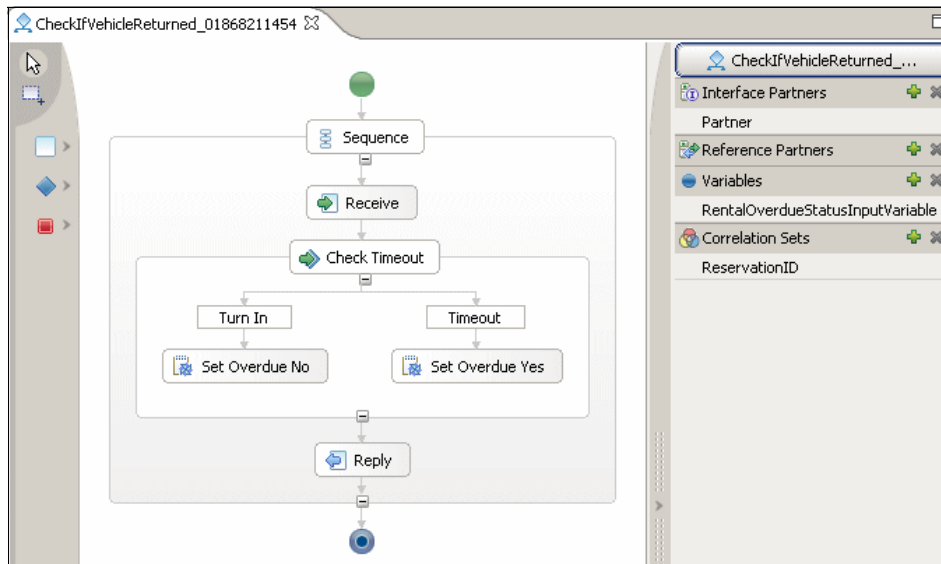 CheckIfVehicleReturned_01868211454
Sequence
Receive
Check Timeout
Turn In
Timeout
Set Overdue No
Set Overdue Yes
Reply
CheckIfVehicleReturned_...
Interface Partners
Partner
Reference Partners
Variables
RentalOverdueStatusInputVariable
Correlation Sets
ReservationID